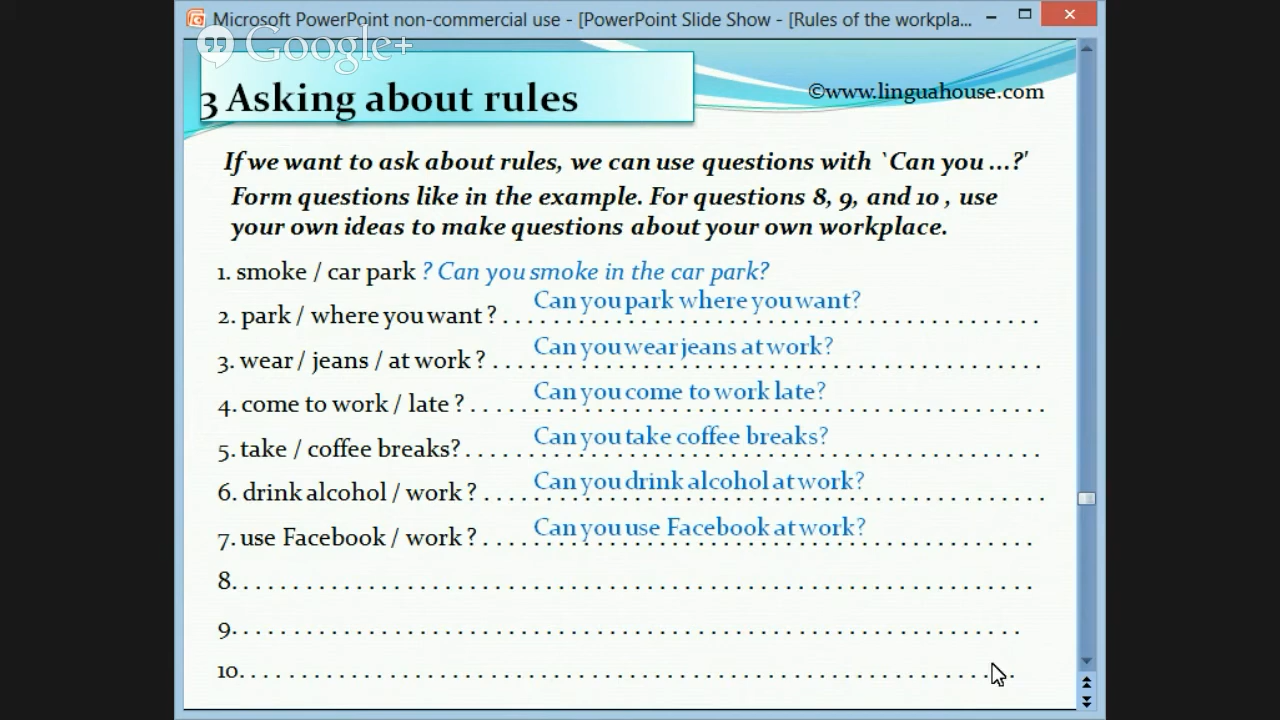 Microsoft PowerPoint non-commercial use - [PowerPoint Slide Show - [Rules of the workpla...
Google+
3 Asking about rules
©www.linguahouse.com
If we want to ask about rules, we can use questions with `Can you ...?'
Form questions like in the example. For questions 8, 9, and 10 , use
your own ideas to make questions about your own workplace.
1. smoke / car park ? Can you smoke in the car park?
2. park / where you want ? Can you park where you want?
3. wear / jeans / at work ? Can you wear jeans at work?
4. come to work / late ? Can you come to work late?
5. take / coffee breaks? Can you take coffee breaks?
6. drink alcohol / work ? Can you drink alcohol at work?
7. use Facebook / work ? Can you use Facebook at work?
8. . . . . . . . . . . . . . . . . . . . . . . . . . . . . . . . . . . . . . . . . . . . . . . . .
9. . . . . . . . . . . . . . . . . . . . . . . . . . . . . . . . . . . . . . . . . . . . . . . . .
10. . . . . . . . . . . . . . . . . . . . . . . . . . . . . . . . . . . . . . . . . . . . . . . .